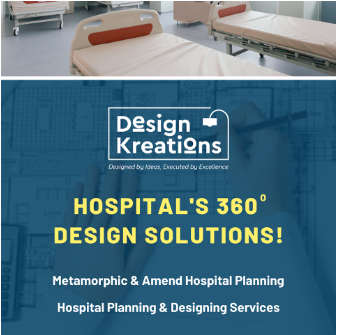 Design
Kreations
Designed by Ideas, Executed by Excellence
HOSPITAL'S 360⁰
DESIGN SOLUTIONS!
Metamorphic & Amend Hospital Planning
Hospital Planning & Designing Services